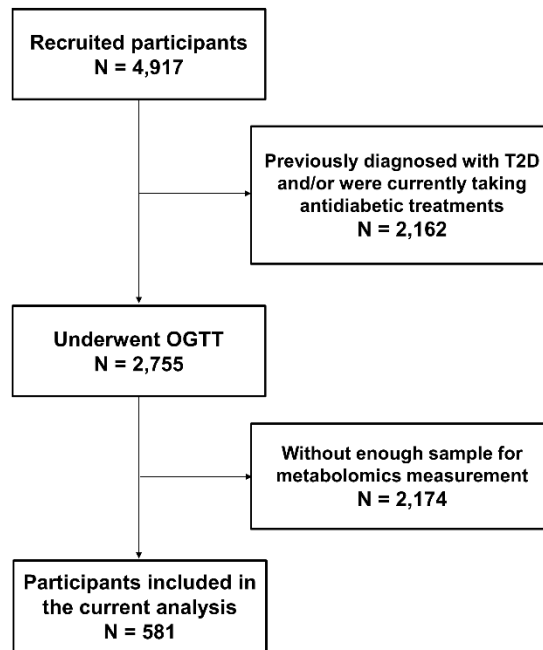 Recruited participants
N = 4,917
Previously diagnosed with T2D
and/or were currently taking
antidiabetic treatments
N = 2,162
Underwent OGTT
N = 2,755
Without enough sample for
metabolomics measurement
N = 2,174
Participants included in
the current analysis
N = 581